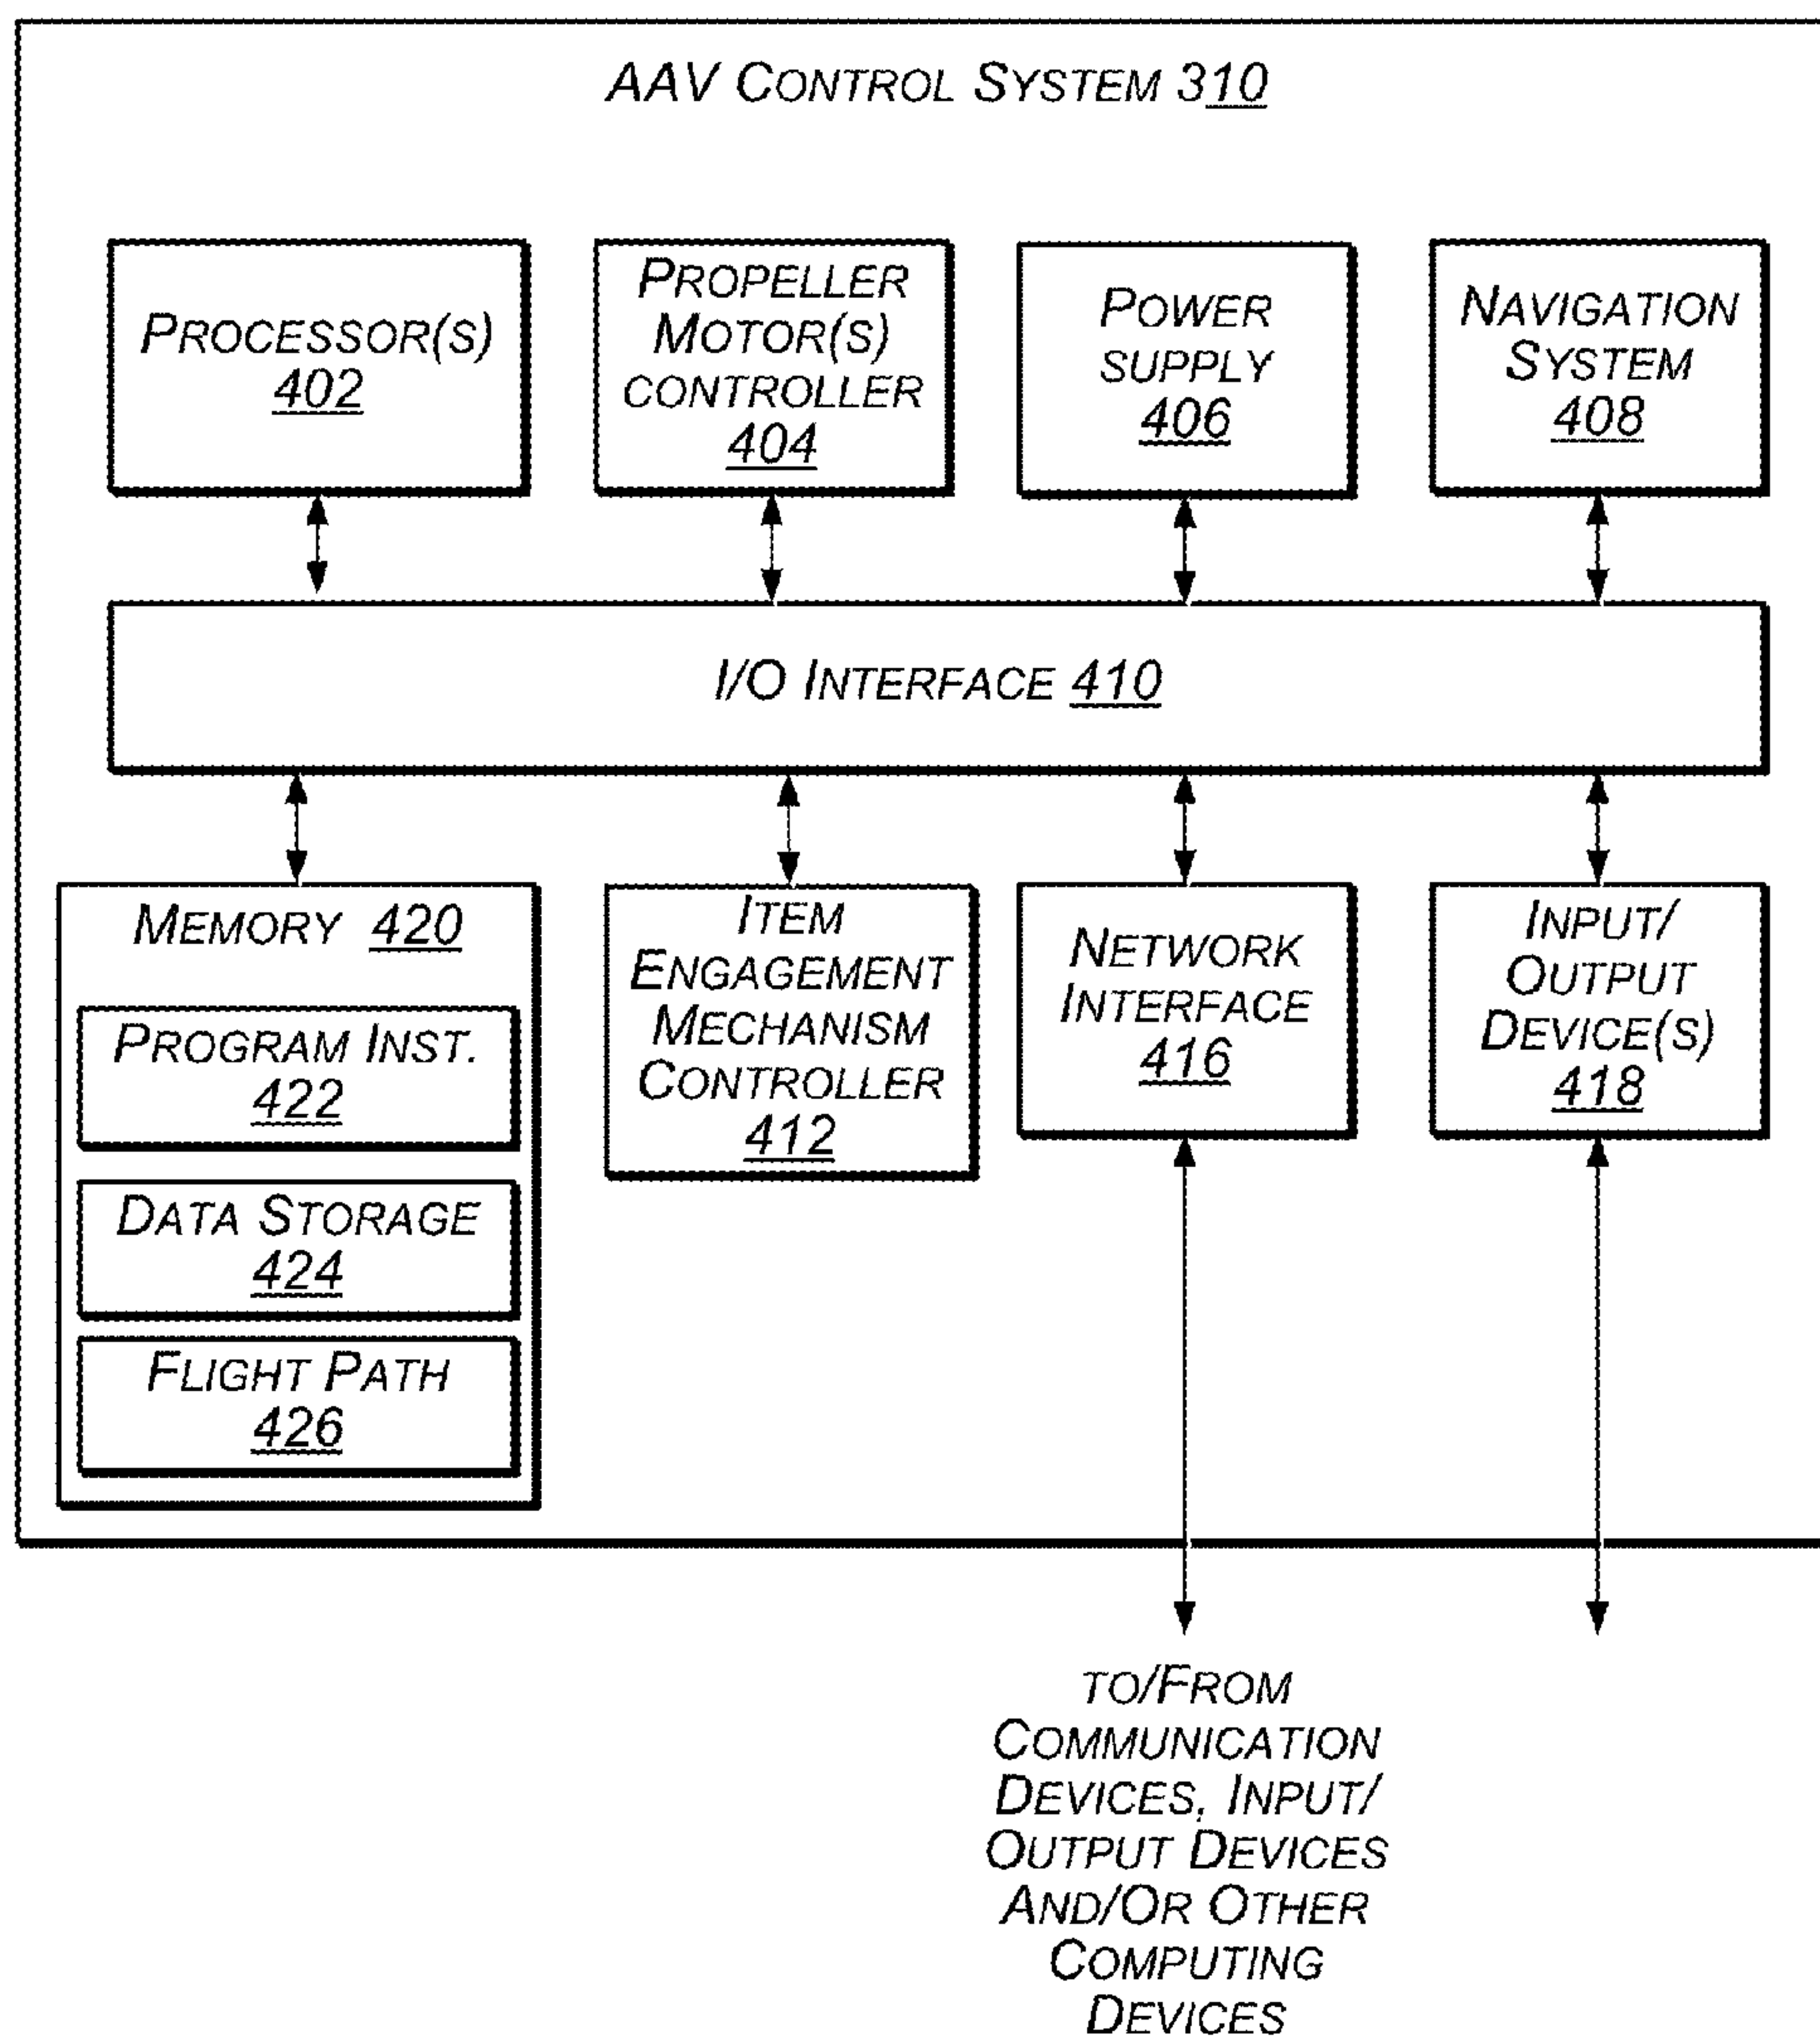 AAV CONTROL SYSTEM 310
PROCESSOR(S)
402
PROPELLER
MOTOR(S)
CONTROLLER
404
POWER
SUPPLY
406
NAVIGATION
SYSTEM
408
I/O INTERFACE 410
MEMORY 420
PROGRAM INST.
422
DATA STORAGE
424
FLIGHT PATH
426
ITEM
ENGAGEMENT
MECHANISM
CONTROLLER
412
NETWORK
INTERFACE
416
INPUT/
OUTPUT
DEVICE(S)
418
TO/FROM
COMMUNICATION
DEVICES, INPUT/
OUTPUT DEVICES
AND/OR OTHER
COMPUTING
DEVICES